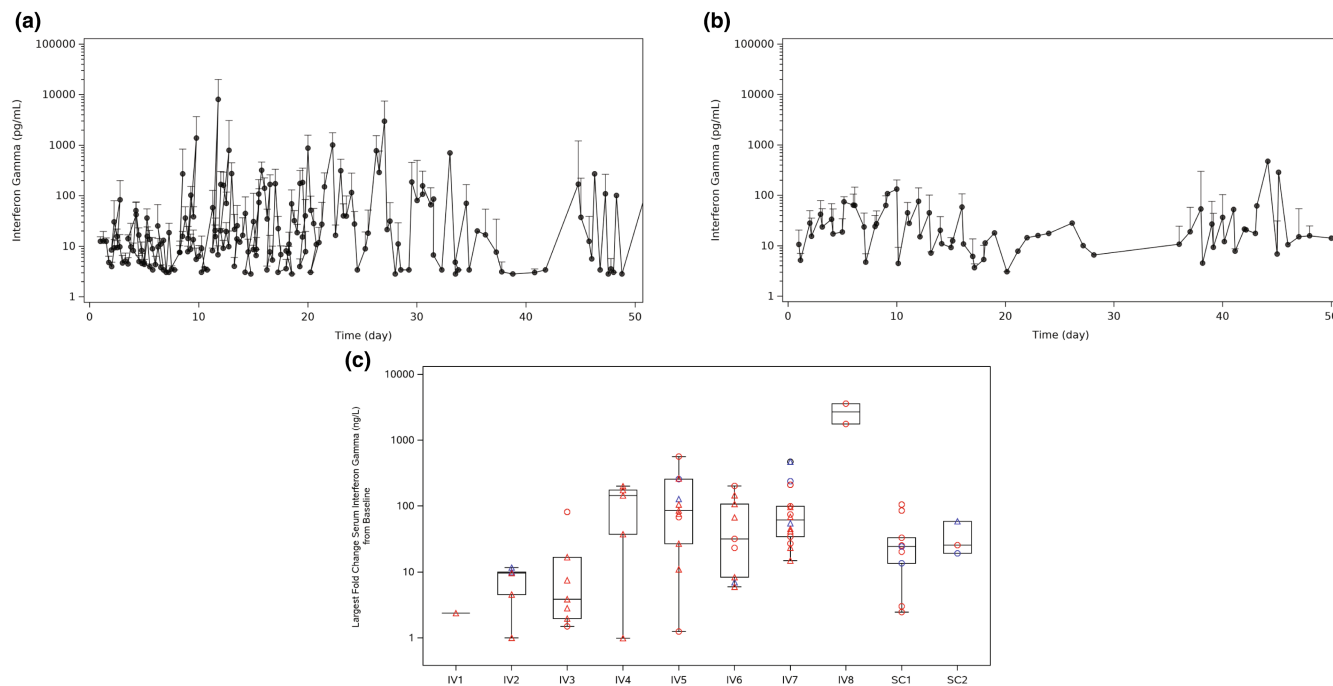 (a)
100000
10000
1000
100
10
1
Interferon Gamma (pg/mL)
0 10 20 30 40 50
Time (day)
(b)
100000
10000
1000
100
10
1
Interferon Gamma (pg/mL)
0 10 20 30 40 50
Time (day)
(c)
10000
1000
100
10
1
Largest Fold Change Serum Interferon Gamma (ng/L)
from Baseline
IV1 IV2 IV3 IV4 IV5 IV6 IV7 IV8 SC1 SC2